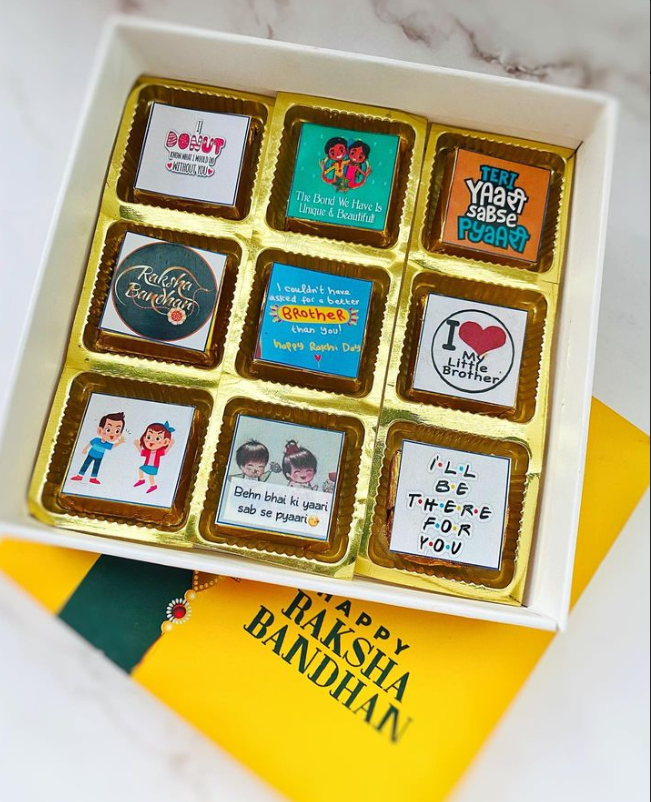 I
DONUT
KNOW WHAT I WOULD DO
WITHOUT YOU
The Bond We Have Is
Unique & Beautiful!
TERI
YAARI
SABSE
PYAARI
Raksha
Bandhan
I couldn't have
asked for a better
BROTHER
than you!
happy Rakhi Day
I
My
Little
Brother
Behn bhai ki yaari
sab se pyaari
I'LL
BE
THERE
FOR
YOU
HAPPY
RAKSHA
BANDHAN